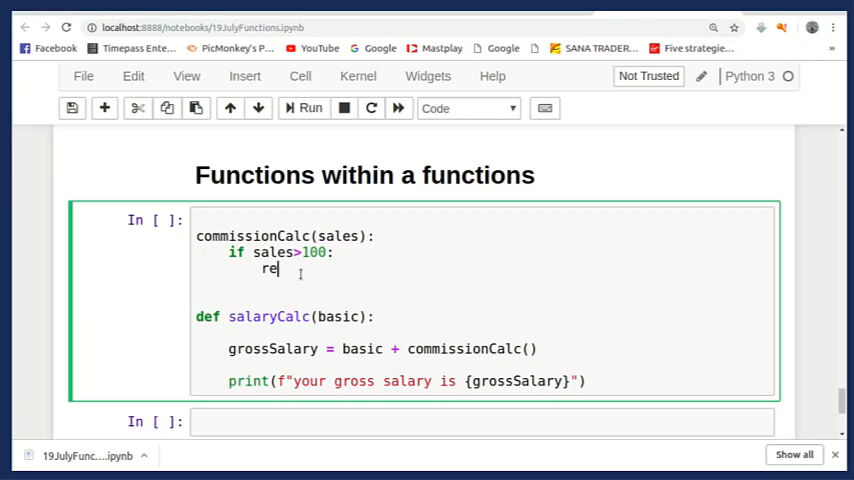 localhost:8888/notebooks/19JulyFunctions.ipynb
Facebook Timepass Ente... PicMonkey's P... YouTube Google Mastplay Google SANA TRADER... Five strategie... »
File Edit View Insert Cell Kernel Widgets Help Not Trusted Python 3
Run Code
Functions within a functions
In [ ]:
commissionCalc(sales):
if sales>100:
re
def salaryCalc(basic):
grossSalary = basic + commissionCalc()
print(f"your gross salary is {grossSalary}")
In [ ]:
19JulyFunc....ipynb Show all